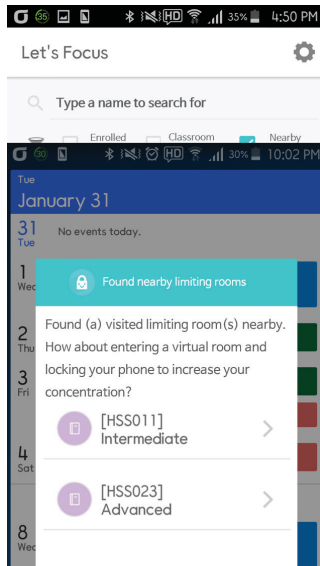 35 HD 35% 4:50 PM
Let's Focus
Type a name to search for
Enrolled Classroom Nearby
30 HD 30% 10:02 PM
Tue
January 31
31 No events today.
Tue
1
Wed
Found nearby limiting rooms
2
Thu
Found (a) visited limiting room(s) nearby.
How about entering a virtual room and
locking your phone to increase your
concentration?
3
Fri
[HSS011]
Intermediate
4
Sat
[HSS023]
Advanced
8
Wed